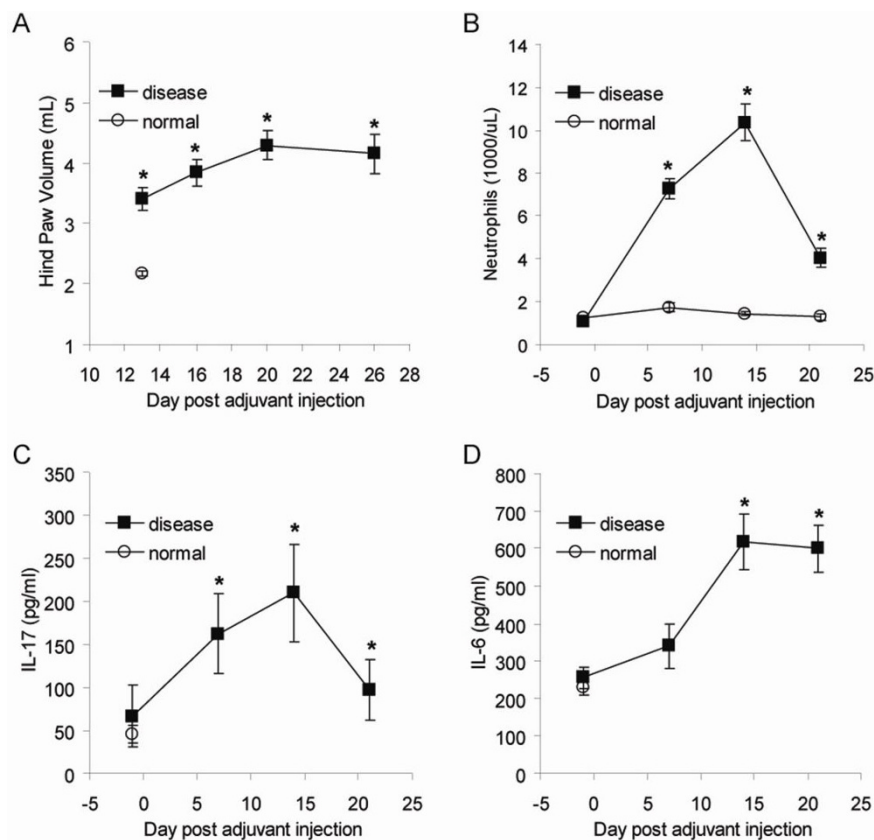 A
Hind Paw Volume (mL)
6
5
4
3
2
1
disease
normal
*
*
*
*
10 12 14 16 18 20 22 24 26 28
Day post adjuvant injection
B
Neutrophils (1000/uL)
14
12
10
8
6
4
2
0
disease
normal
*
*
*
-5 0 5 10 15 20 25
Day post adjuvant injection
C
IL-17 (pg/ml)
350
300
250
200
150
100
50
0
disease
normal
*
*
*
-5 0 5 10 15 20 25
Day post adjuvant injection
D
IL-6 (pg/ml)
800
700
600
500
400
300
200
100
0
disease
normal
*
*
-5 0 5 10 15 20 25
Day post adjuvant injection